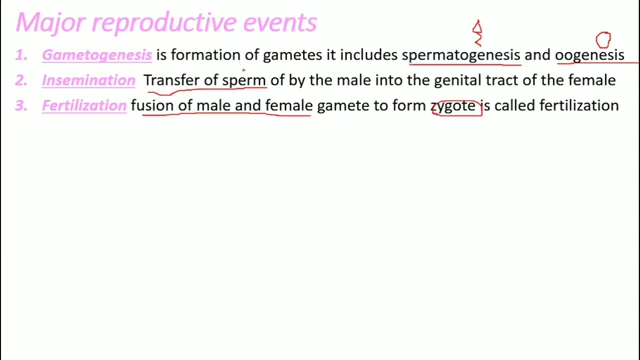 Major reproductive events
1. Gametogenesis is formation of gametes it includes spermatogenesis and oogenesis
2. Insemination Transfer of sperm of by the male into the genital tract of the female
3. Fertilization fusion of male and female gamete to form zygote is called fertilization